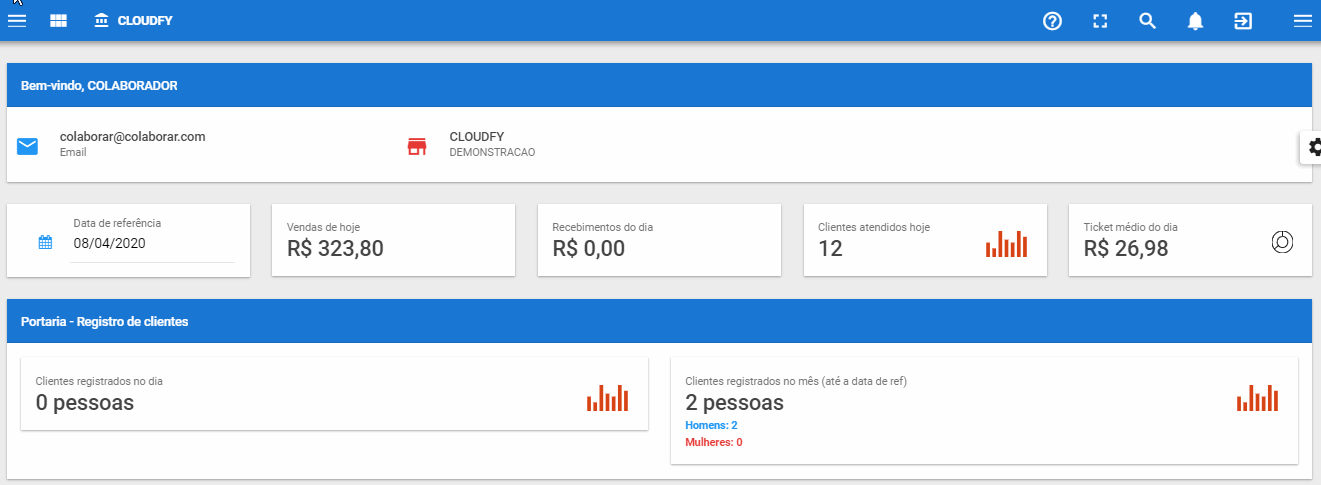 CLOUDFY
Bem-vindo, COLABORADOR
colaborar@colaborar.com
Email
CLOUDFY
DEMONSTRACAO
Data de referência
08/04/2020
Vendas de hoje
R$ 323,80
Recebimentos do dia
R$ 0,00
Clientes atendidos hoje
12
Ticket médio do dia
R$ 26,98
Portaria - Registro de clientes
Clientes registrados no dia
0 pessoas
Clientes registrados no mês (até a data de ref)
2 pessoas
Homens: 2
Mulheres: 0